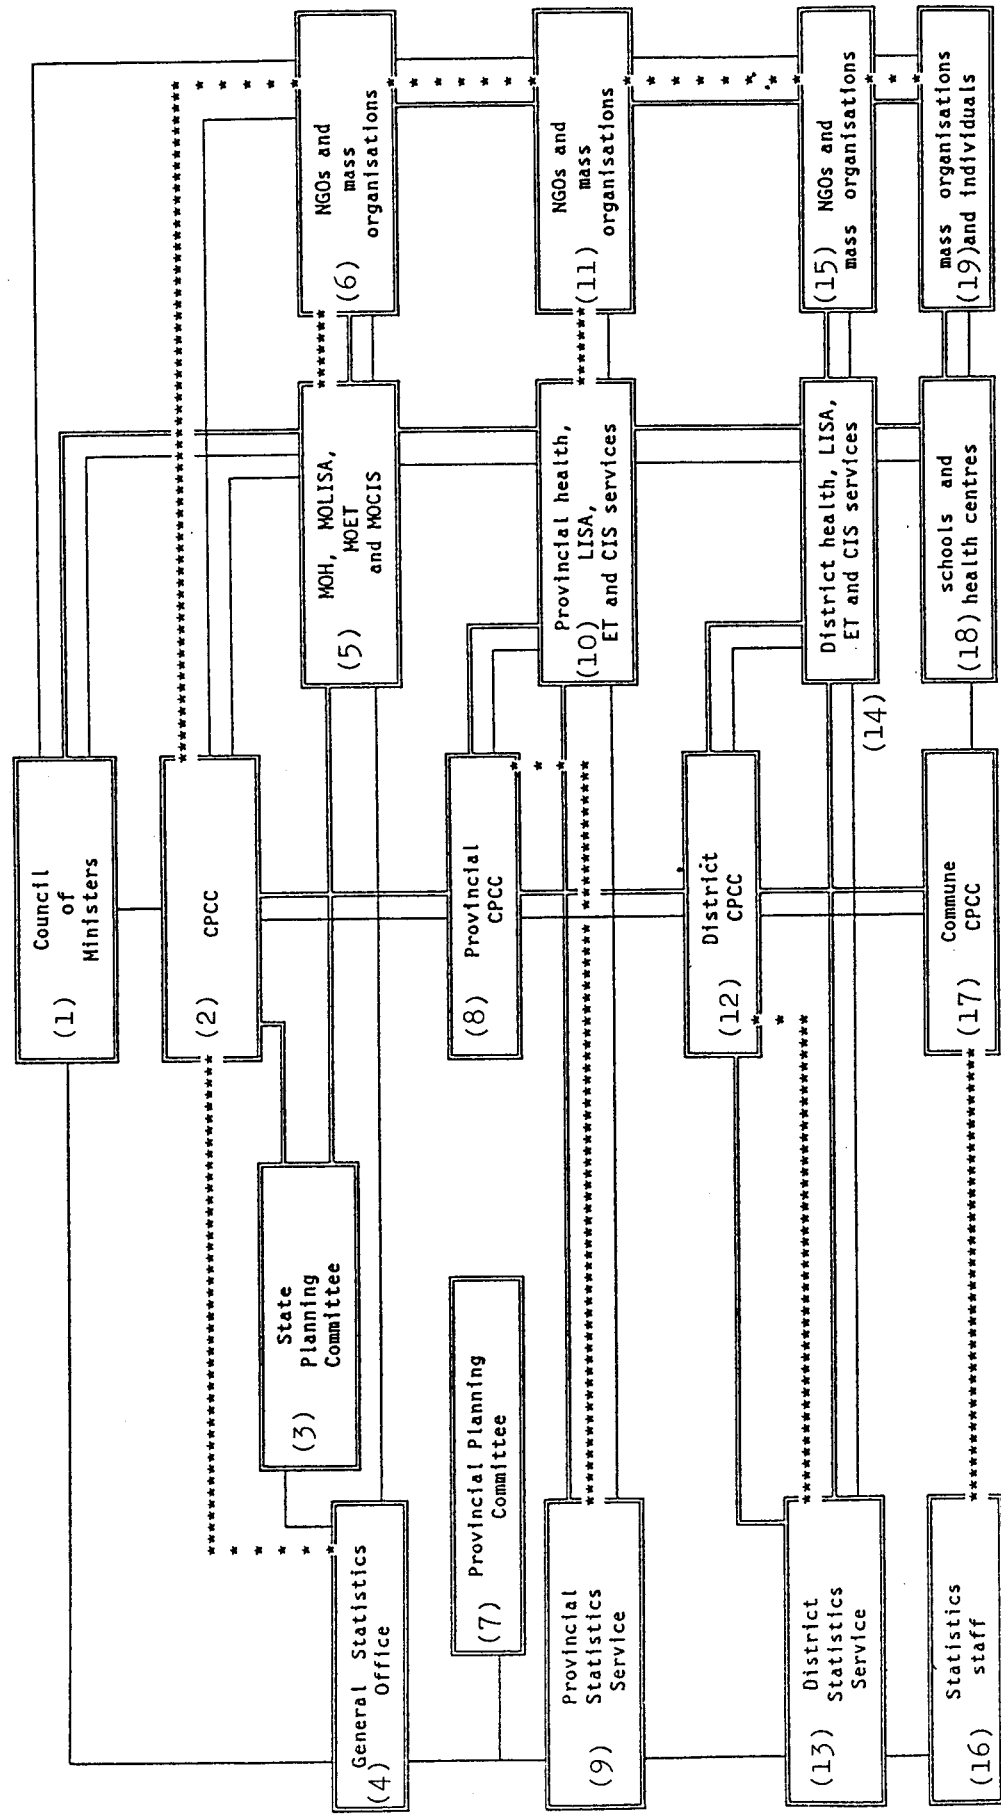 Council
of
Ministers
(1)
CPCC
(2)
State
Planning
Committee
(3)
General Statistics
Office
(4)
MOH, MOLISA,
MOET
and MOCIS
(5)
NGOs and
mass
organisations
(6)
Provincial Planning
Committee
(7)
Provincial
CPCC
(8)
Provincial
Statistics
Service
(9)
Provincial health,
(10) LISA,
ET and CIS services
NGOs and
mass
organisations
(11)
District
CPCC
(12)
District
Statistics
Service
(13)
District health, LISA,
ET and CIS services
(14)
(15) NGOs and
mass organisations
Statistics
staff
(16)
Commune
CPCC
(17)
schools and
(18) health centres
mass organisations
(19) and individuals